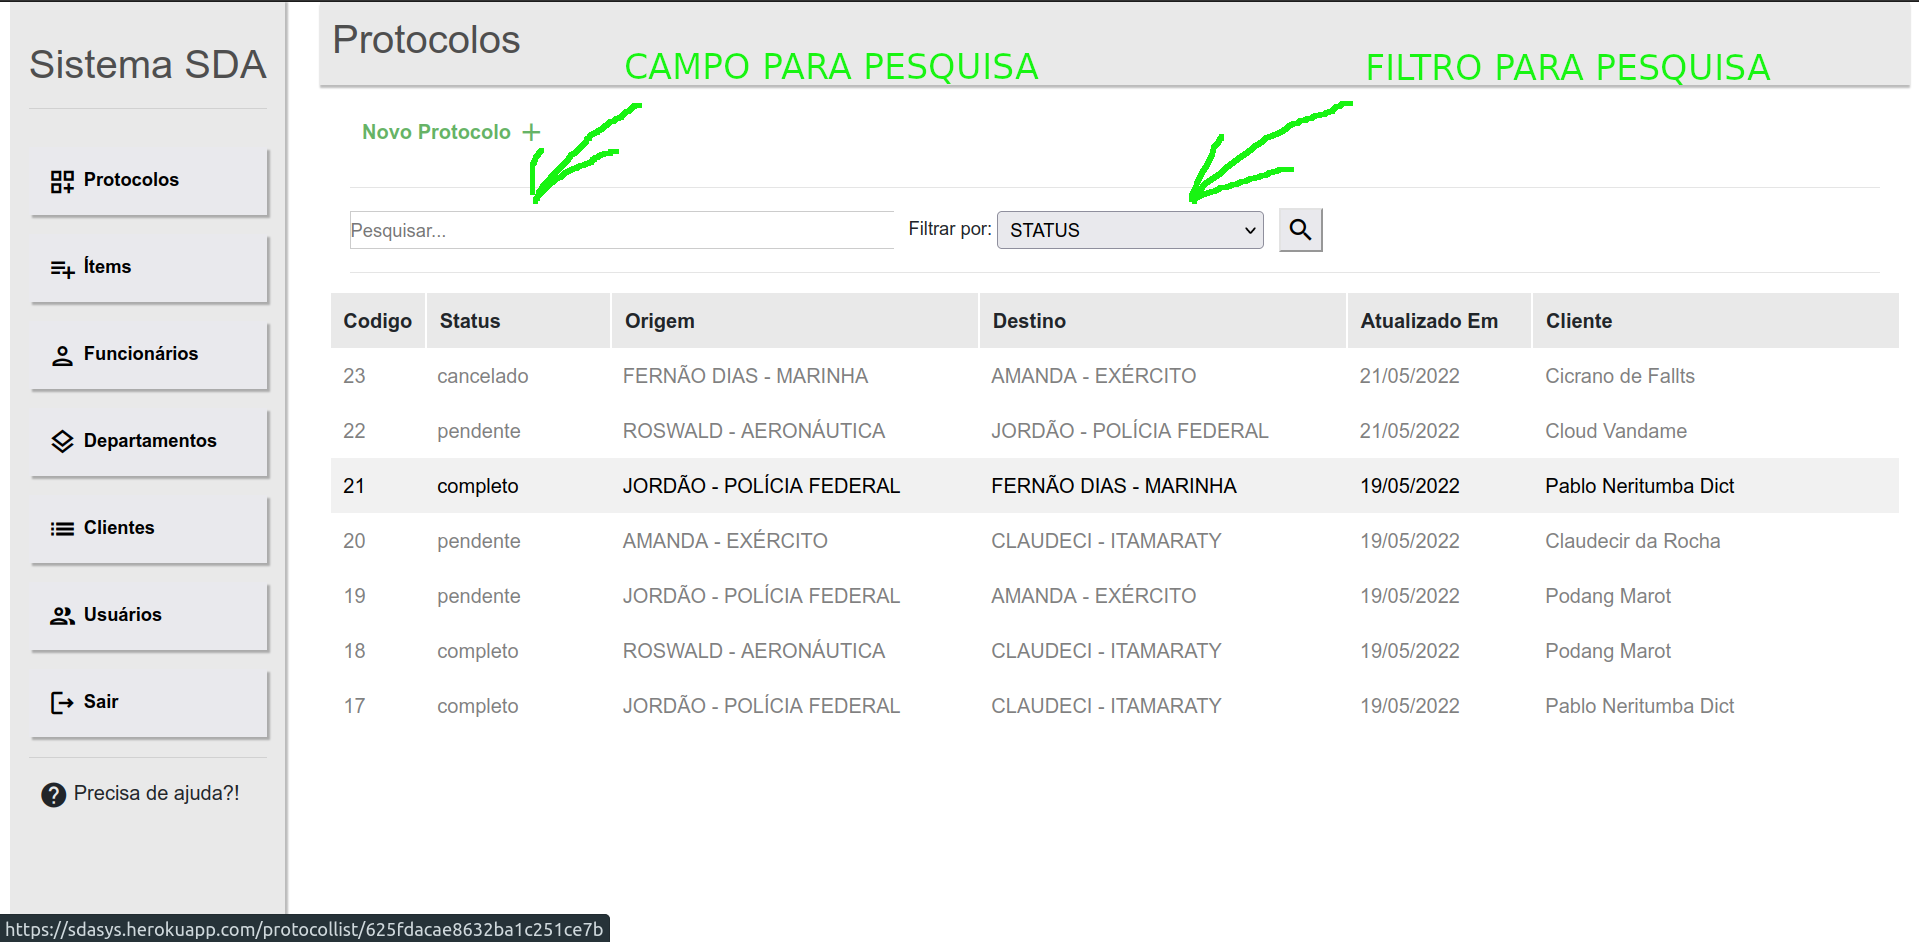 Sistema SDA
Protocolos
Ítems
Funcionários
Departamentos
Clientes
Usuários
Sair
Precisa de ajuda?!
Protocolos
CAMPO PARA PESQUISA
FILTRO PARA PESQUISA
Novo Protocolo +
Pesquisar... Filtrar por: STATUS
Codigo Status Origem Destino Atualizado Em Cliente
23 cancelado FERNÃO DIAS - MARINHA AMANDA - EXÉRCITO 21/05/2022 Cicrano de Fallts
22 pendente ROSWALD - AERONÁUTICA JORDÃO - POLÍCIA FEDERAL 21/05/2022 Cloud Vandame
21 completo JORDÃO - POLÍCIA FEDERAL FERNÃO DIAS - MARINHA 19/05/2022 Pablo Neritumba Dict
20 pendente AMANDA - EXÉRCITO CLAUDECI - ITAMARATY 19/05/2022 Claudecir da Rocha
19 pendente JORDÃO - POLÍCIA FEDERAL AMANDA - EXÉRCITO 19/05/2022 Podang Marot
18 completo ROSWALD - AERONÁUTICA CLAUDECI - ITAMARATY 19/05/2022 Podang Marot
17 completo JORDÃO - POLÍCIA FEDERAL CLAUDECI - ITAMARATY 19/05/2022 Pablo Neritumba Dict
https://sdasys.herokuapp.com/protocollist/625fdacae8632ba1c251ce7b